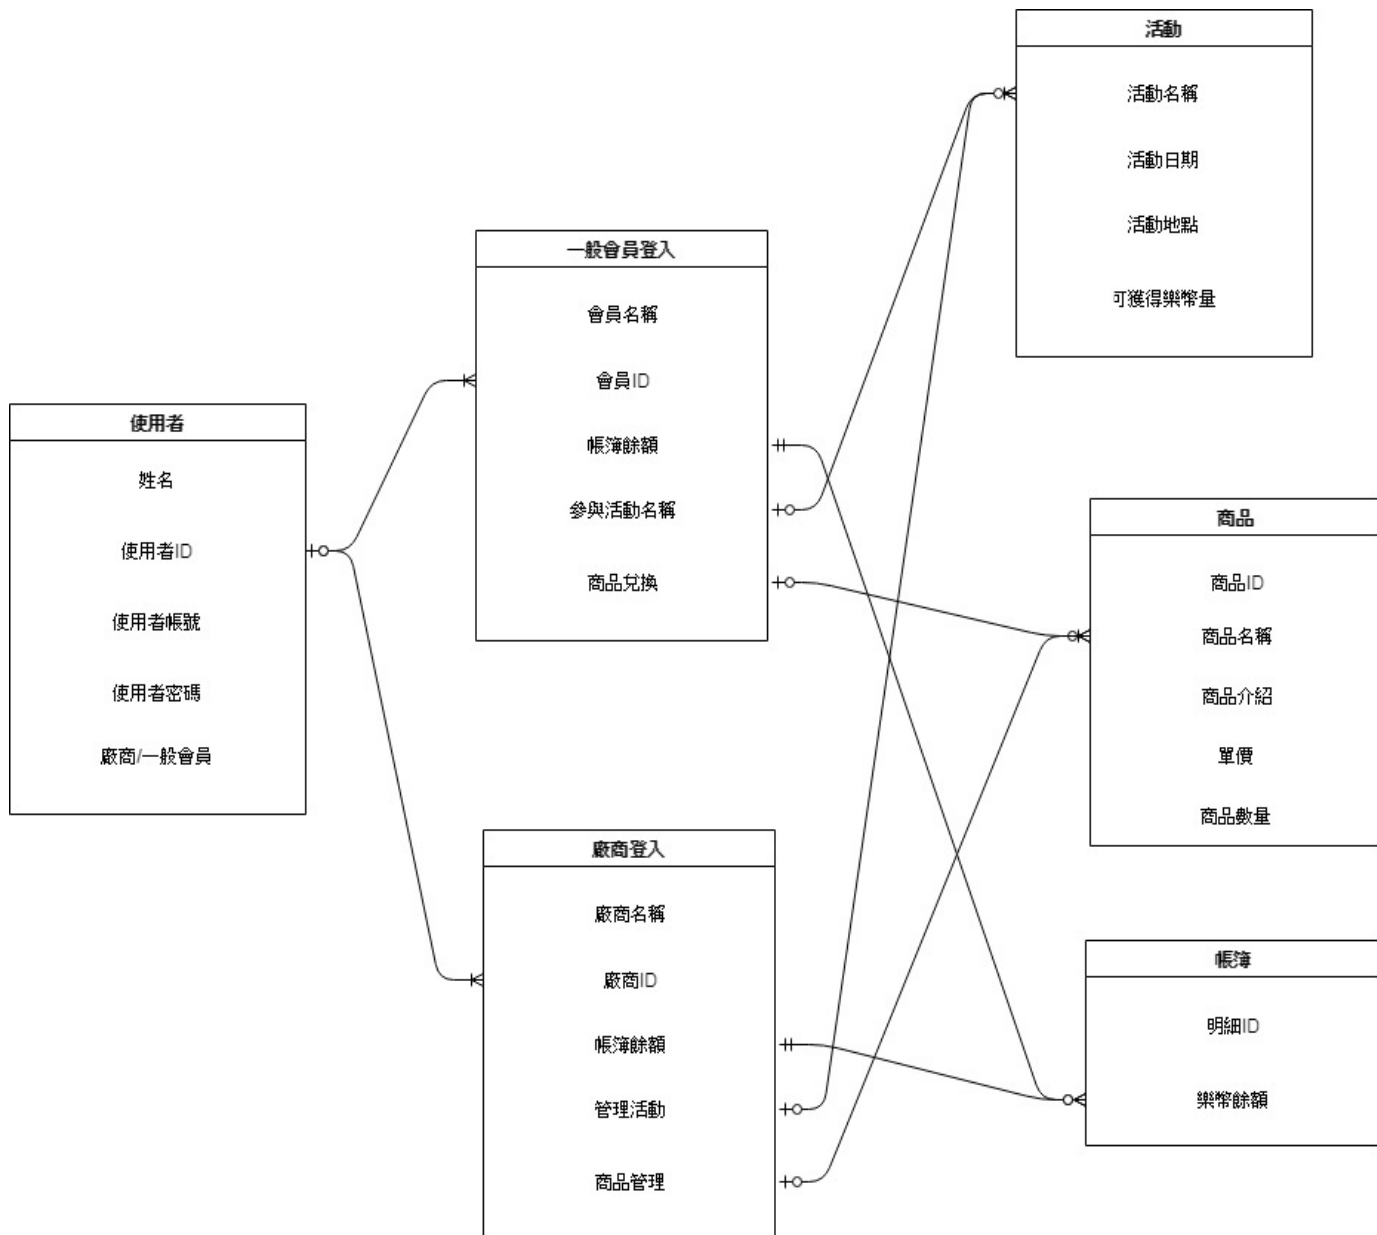 活動
活動名稱
活動日期
活動地點
可獲得樂幣量
一般會員登入
會員名稱
會員ID
帳簿餘額
參與活動名稱
商品兌換
使用者
姓名
使用者ID
使用者帳號
使用者密碼
廠商/一般會員
商品
商品ID
商品名稱
商品介紹
單價
商品數量
廠商登入
廠商名稱
廠商ID
帳簿餘額
管理活動
商品管理
帳簿
明細ID
樂幣餘額